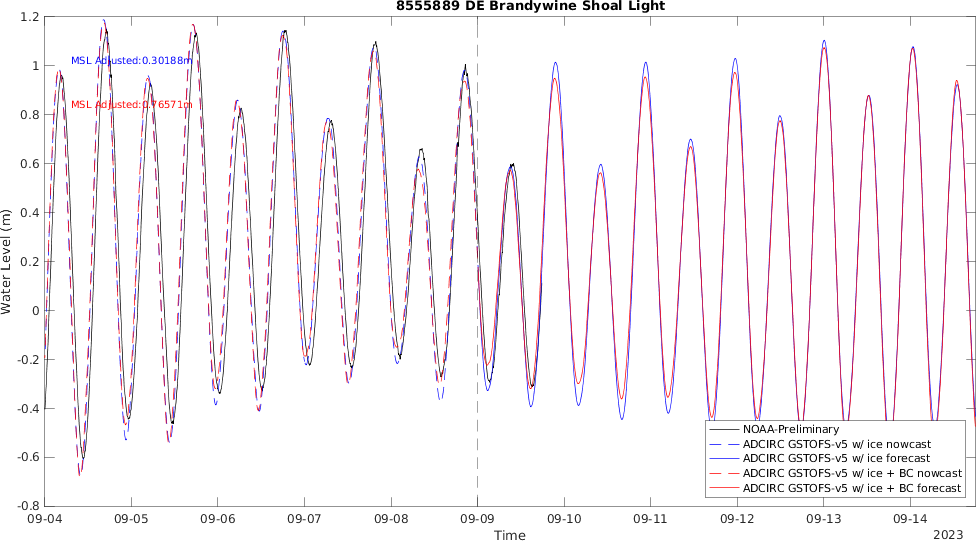 8555889 DE Brandywine Shoal Light
1.2
1
0.8
0.6
0.4
0.2
0
-0.2
-0.4
-0.6
-0.8
Water Level (m)
MSL Adjusted:0.30188m
MSL Adjusted:0.76571m
NOAA-Preliminary
ADCIRC GSTOFS-v5 w/ ice nowcast
ADCIRC GSTOFS-v5 w/ ice forecast
ADCIRC GSTOFS-v5 w/ ice + BC nowcast
ADCIRC GSTOFS-v5 w/ ice + BC forecast
09-04 09-05 09-06 09-07 09-08 09-09 09-10 09-11 09-12 09-13 09-14
Time
2023